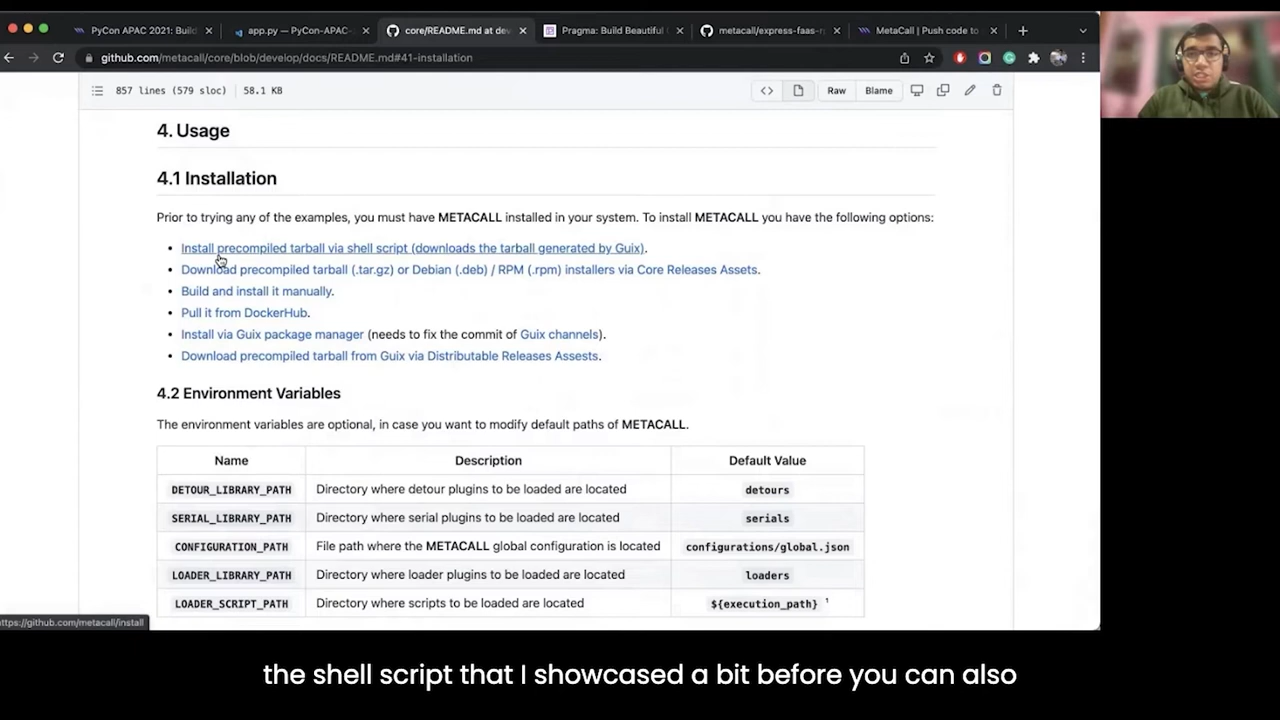 PyCon APAC 2021: Build
app.py — PyCon-APAC-
core/README.md at dev
Pragma: Build Beautiful
metacall/express-faas-r
MetaCall | Push code to
github.com/metacall/core/blob/develop/docs/README.md#41-installation
857 lines (579 sloc) 58.1 KB
Raw Blame
4. Usage
4.1 Installation
Prior to trying any of the examples, you must have METACALL installed in your system. To install METACALL you have the following options:
• Install precompiled tarball via shell script (downloads the tarball generated by Guix).
• Download precompiled tarball (.tar.gz) or Debian (.deb) / RPM (.rpm) installers via Core Releases Assets.
• Build and install it manually.
• Pull it from DockerHub.
• Install via Guix package manager (needs to fix the commit of Guix channels).
• Download precompiled tarball from Guix via Distributable Releases Assests.
4.2 Environment Variables
The environment variables are optional, in case you want to modify default paths of METACALL.
Name Description Default Value
DETOUR_LIBRARY_PATH Directory where detour plugins to be loaded are located detours
SERIAL_LIBRARY_PATH Directory where serial plugins to be loaded are located serials
CONFIGURATION_PATH File path where the METACALL global configuration is located configurations/global.json
LOADER_LIBRARY_PATH Directory where loader plugins to be loaded are located loaders
LOADER_SCRIPT_PATH Directory where scripts to be loaded are located ${execution_path} ¹
https://github.com/metacall/install
the shell script that I showcased a bit before you can also